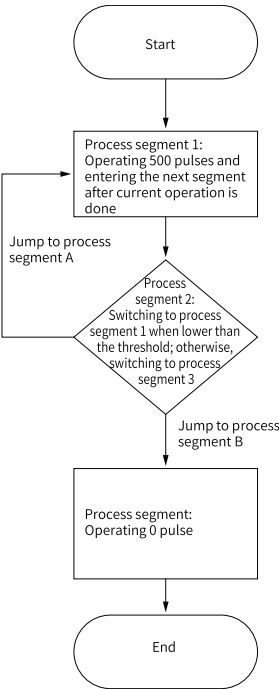 Start
Process segment 1:
Operating 500 pulses and
entering the next segment
after current operation is
done
Jump to process
segment A
Process
segment 2:
Switching to process
segment 1 when lower than
the threshold; otherwise,
switching to process
segment 3
Jump to process
segment B
Process segment:
Operating 0 pulse
End